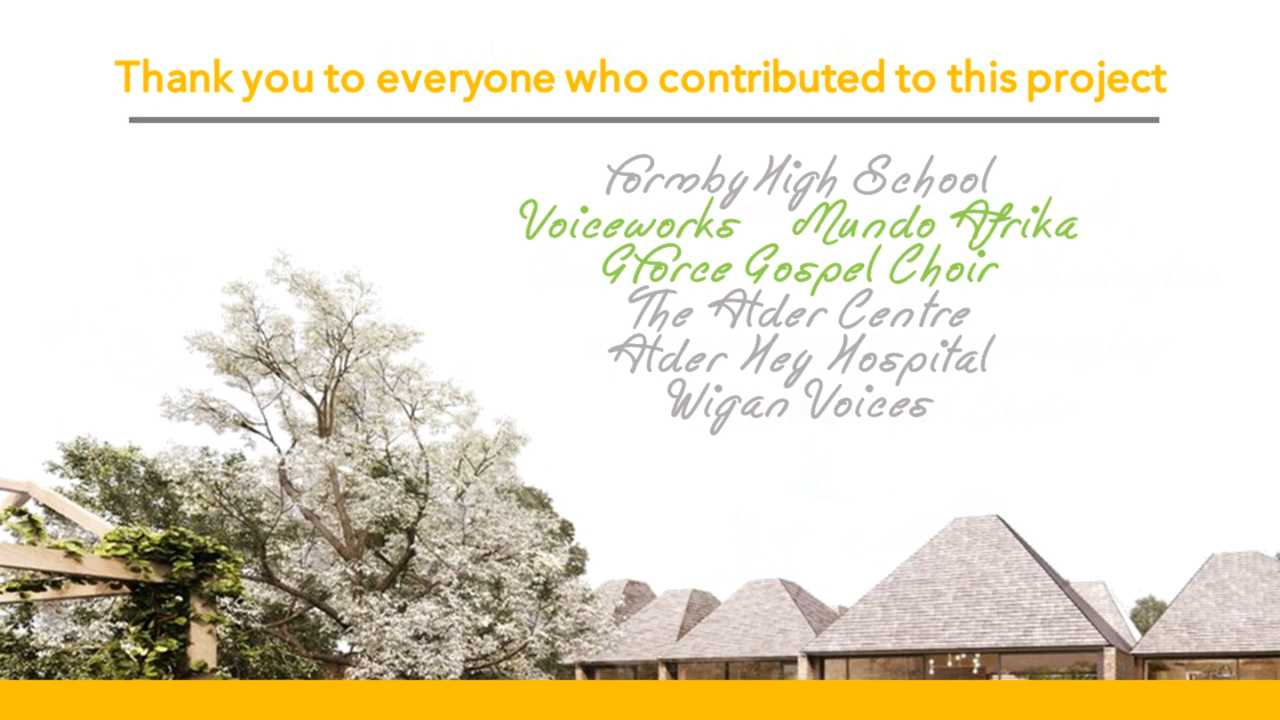 Thank you to everyone who contributed to this project
Formby High School
Voiceworks Mundo Afrika
GForce Gospel Choir
The Alder Centre
Alder Hey Hospital
Wigan Voices